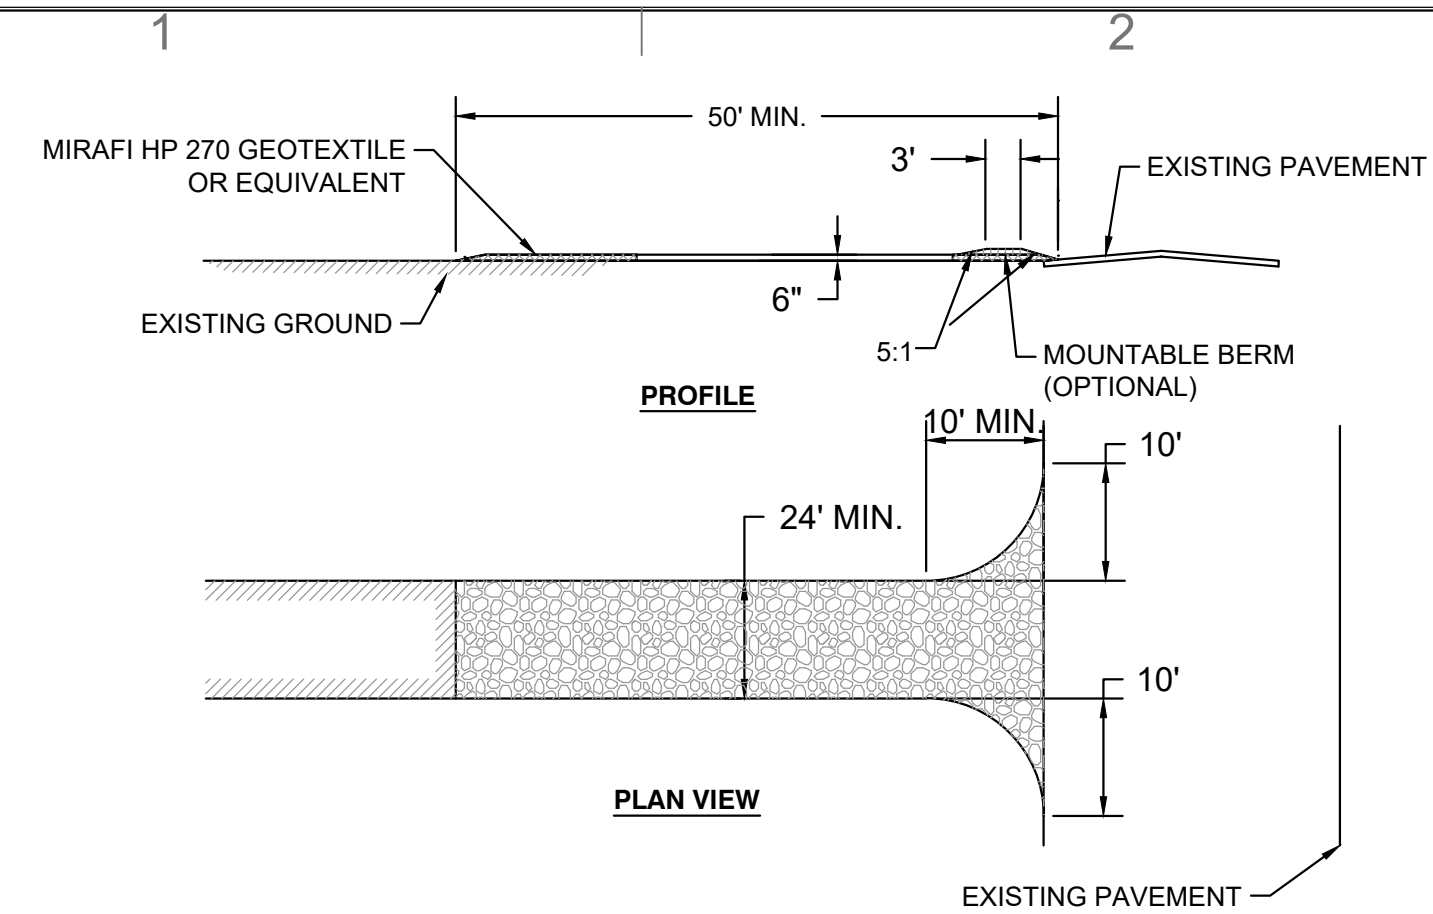 1
2
50' MIN.
MIRAFI HP 270 GEOTEXTILE
OR EQUIVALENT
3'
EXISTING PAVEMENT
6"
EXISTING GROUND
5:1
MOUNTABLE BERM
(OPTIONAL)
PROFILE
10' MIN.
10'
24' MIN.
10'
PLAN VIEW
EXISTING PAVEMENT